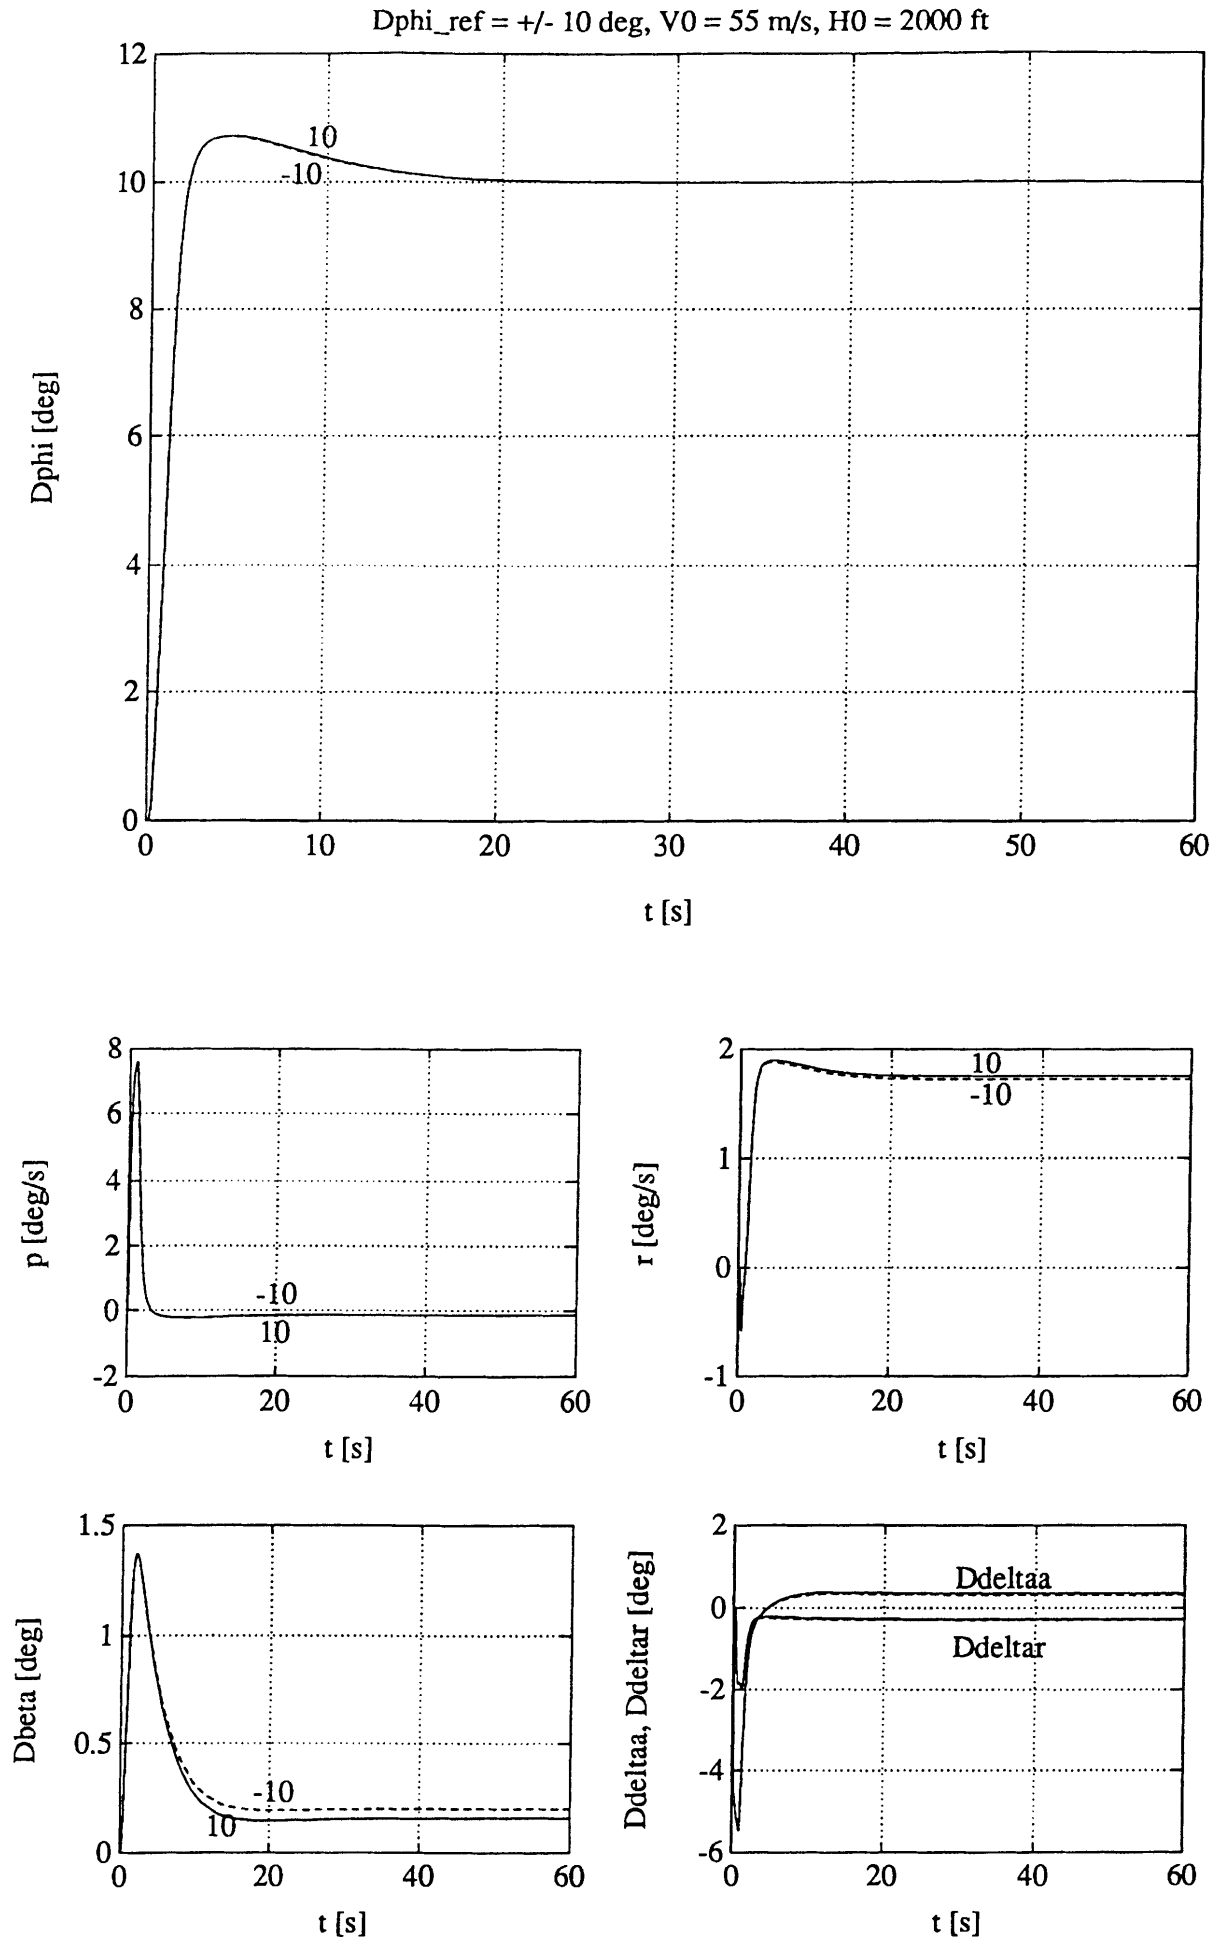 Dphi_ref = +/- 10 deg, V0 = 55 m/s, H0 = 2000 ft
12
10
8
6
4
2
0
Dphi [deg]
10
-10
0 10 20 30 40 50 60
t [s]
8
6
4
2
0
-2
p [deg/s]
-10
10
0 20 40 60
t [s]
2
1
0
-1
r [deg/s]
10
-10
0 20 40 60
t [s]
1.5
1
0.5
0
Dbeta [deg]
-10
10
0 20 40 60
t [s]
2
0
-2
-4
-6
Ddeltaa, Ddeltar [deg]
Ddeltaa
Ddeltar
0 20 40 60
t [s]